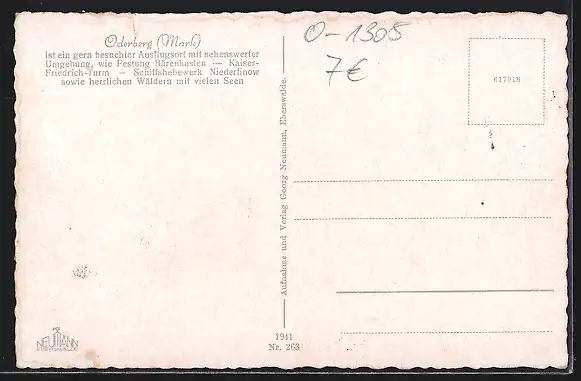 Oderberg (Mark)
ist ein gern besuchter Ausflugsort mit sehenswerter
Umgebung, wie Festung Bärenkasten — Kaiser-
Friedrich-Turm — Schiffshebewerk Niederfinow
sowie herrlichen Wäldern mit vielen Seen
O-1305
7€
617018
Aufnahme und Verlag Georg Neumann, Eberswalde.
1941
Nr. 263
NEUMANN
EBERSWALDE